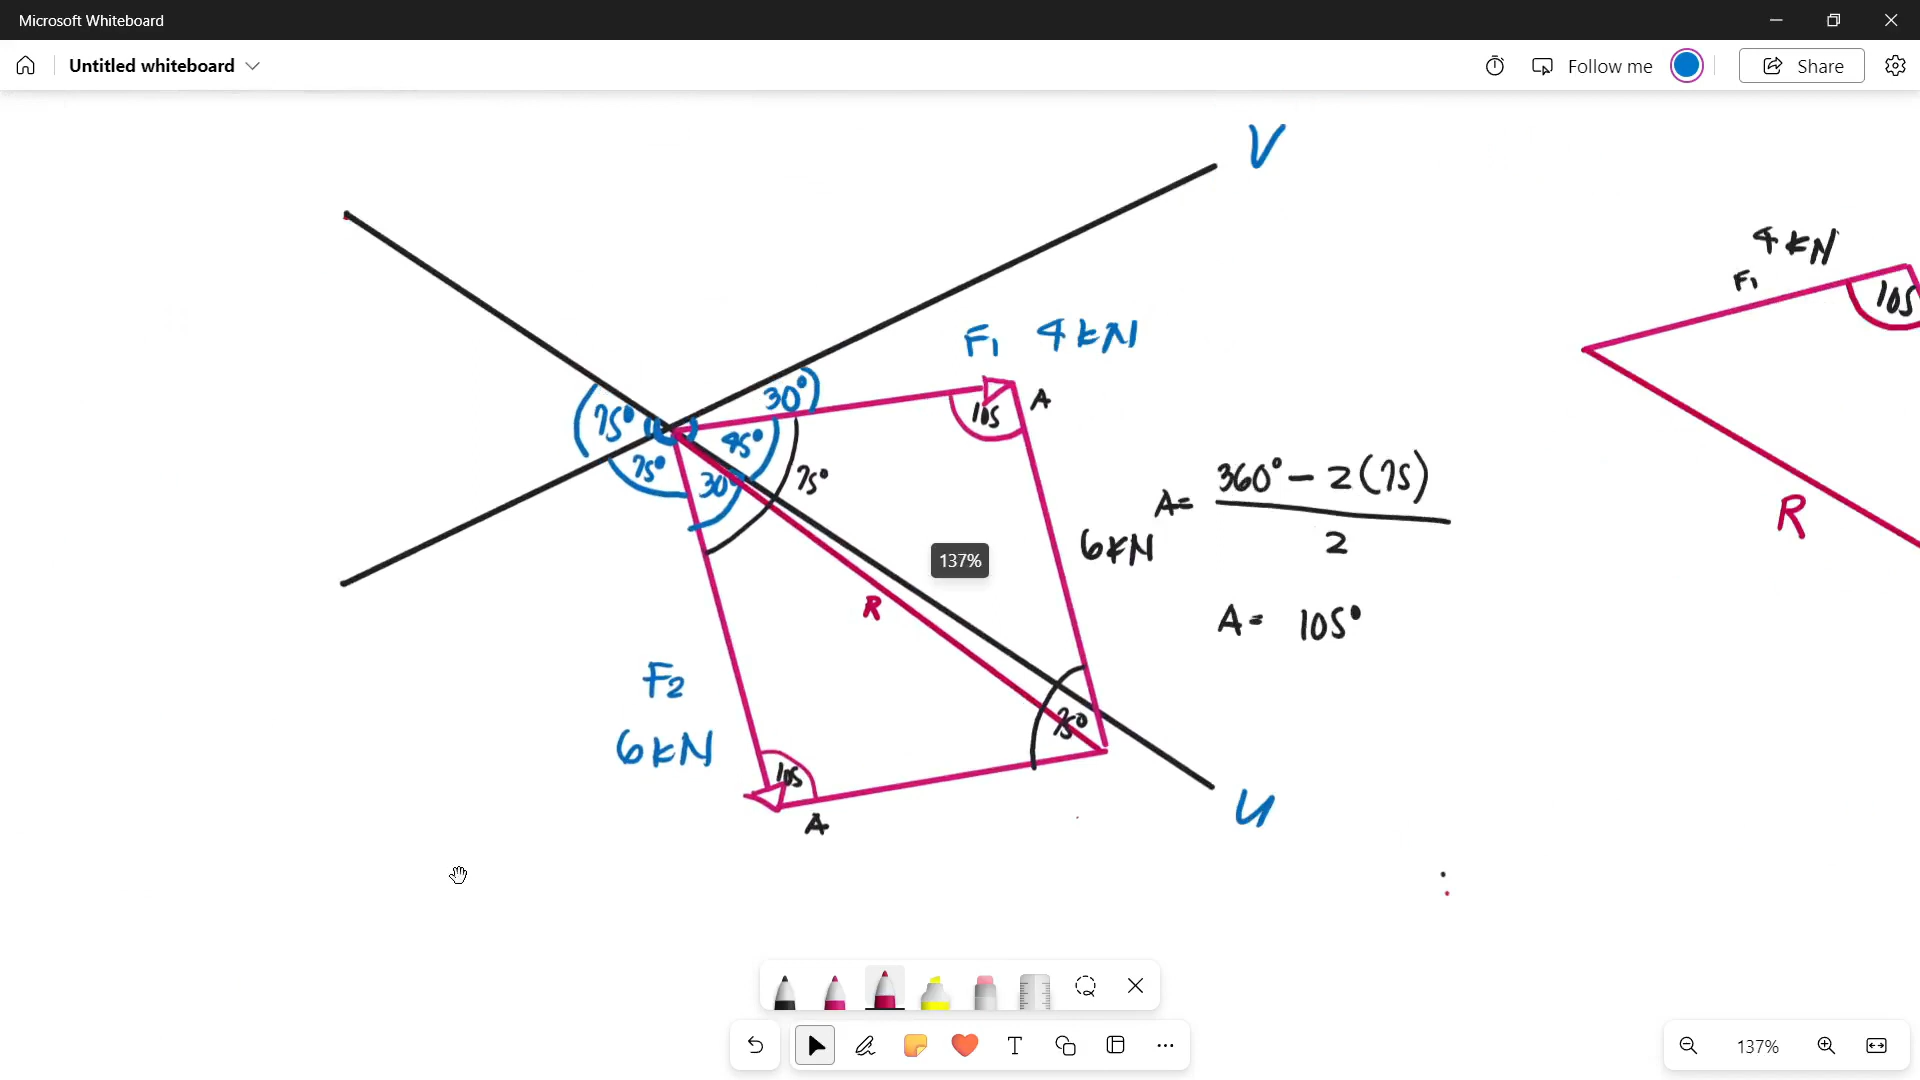 Microsoft Whiteboard
Untitled whiteboard
Follow me
Share
V
4 kN
F1
105
F1 4 kN
30°
105
A
75°
45°
75°
30°
75°
A= 360° - 2(75)
2
6 kN
137%
R
R
A = 105°
F2
6 kN
75°
105
A
U
137%